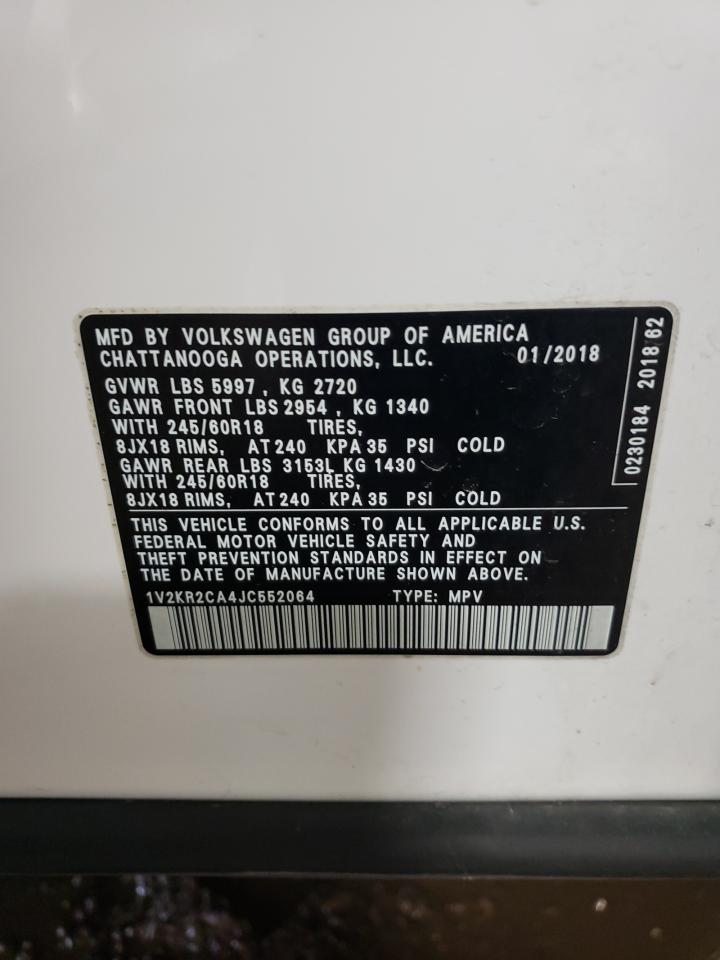 MFD BY VOLKSWAGEN GROUP OF AMERICA
CHATTANOOGA OPERATIONS, LLC. 01/2018
GVWR LBS 5997 , KG 2720
GAWR FRONT LBS 2954 , KG 1340
WITH 245/60R18 TIRES,
8JX18 RIMS, AT 240 KPA 35 PSI COLD
GAWR REAR LBS 3153L KG 1430
WITH 245/60R18 TIRES,
8JX18 RIMS, AT 240 KPA 35 PSI COLD
THIS VEHICLE CONFORMS TO ALL APPLICABLE U.S.
FEDERAL MOTOR VEHICLE SAFETY AND
THEFT PREVENTION STANDARDS IN EFFECT ON
THE DATE OF MANUFACTURE SHOWN ABOVE.
1V2KR2CA4JC552064 TYPE: MPV
0230184 2018 62